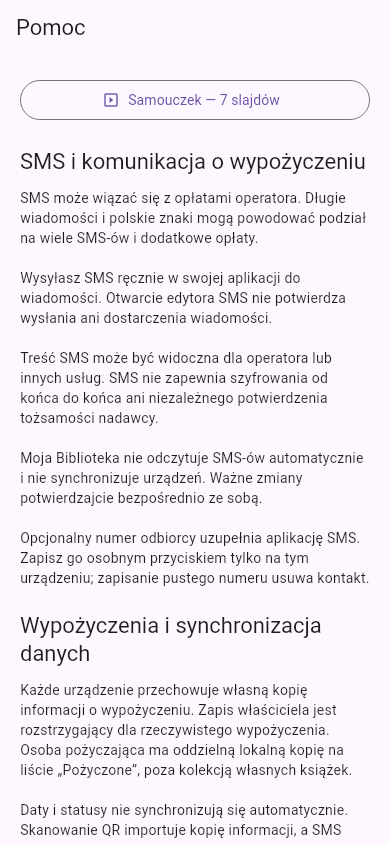 Pomoc
Samouczek — 7 slajdów
SMS i komunikacja o wypożyczeniu
SMS może wiązać się z opłatami operatora. Długie
wiadomości i polskie znaki mogą powodować podział
na wiele SMS-ów i dodatkowe opłaty.
Wysyłasz SMS ręcznie w swojej aplikacji do
wiadomości. Otwarcie edytora SMS nie potwierdza
wysłania ani dostarczenia wiadomości.
Treść SMS może być widoczna dla operatora lub
innych usług. SMS nie zapewnia szyfrowania od
końca do końca ani niezależnego potwierdzenia
tożsamości nadawcy.
Moja Biblioteka nie odczytuje SMS-ów automatycznie
i nie synchronizuje urządzeń. Ważne zmiany
potwierdzajcie bezpośrednio ze sobą.
Opcjonalny numer odbiorcy uzupełnia aplikację SMS.
Zapisz go osobnym przyciskiem tylko na tym
urządzeniu; zapisanie pustego numeru usuwa kontakt.
Wypożyczenia i synchronizacja
danych
Każde urządzenie przechowuje własną kopię
informacji o wypożyczeniu. Zapis właściciela jest
rozstrzygający dla rzeczywistego wypożyczenia.
Osoba pożyczająca ma oddzielną lokalną kopię na
liście „Pożyczone”, poza kolekcją własnych książek.
Daty i statusy nie synchronizują się automatycznie.
Skanowanie QR importuje kopię informacji, a SMS